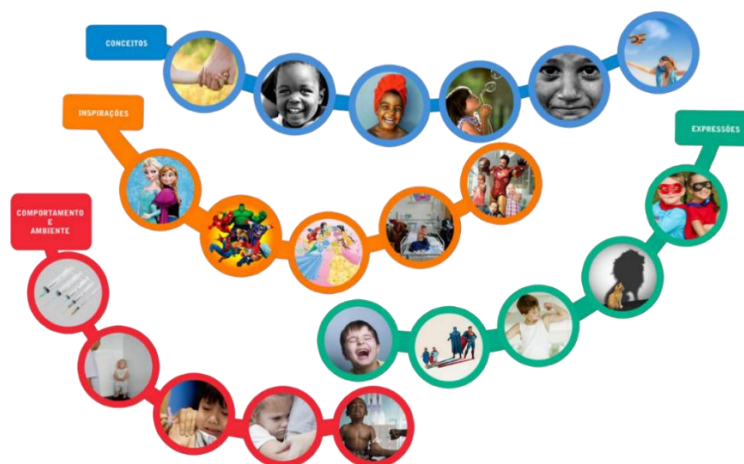 CONCEITOS
INSPIRAÇÕES
EXPRESSÕES
COMPORTAMENTO
E
AMBIENTE